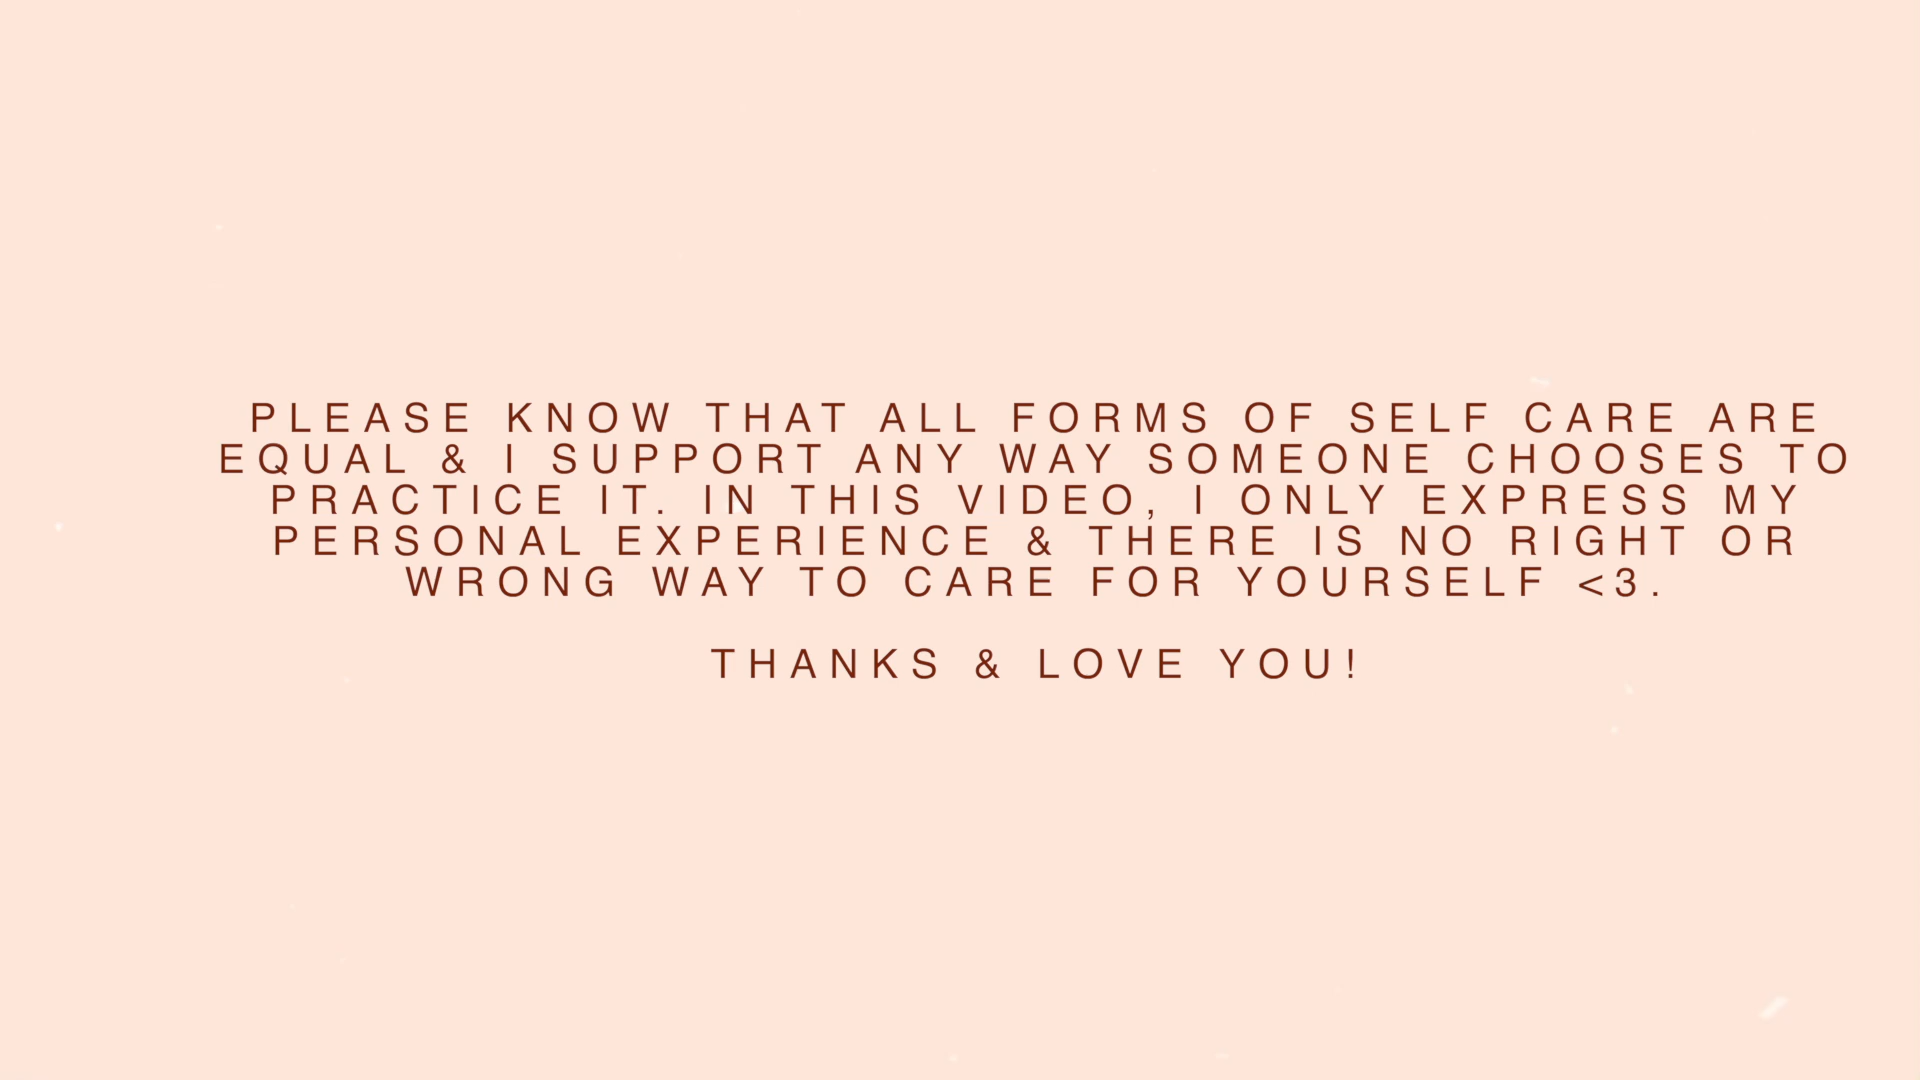 PLEASE KNOW THAT ALL FORMS OF SELF CARE ARE
EQUAL & I SUPPORT ANY WAY SOMEONE CHOOSES TO
PRACTICE IT. IN THIS VIDEO, I ONLY EXPRESS MY
PERSONAL EXPERIENCE & THERE IS NO RIGHT OR
WRONG WAY TO CARE FOR YOURSELF <3.
THANKS & LOVE YOU!